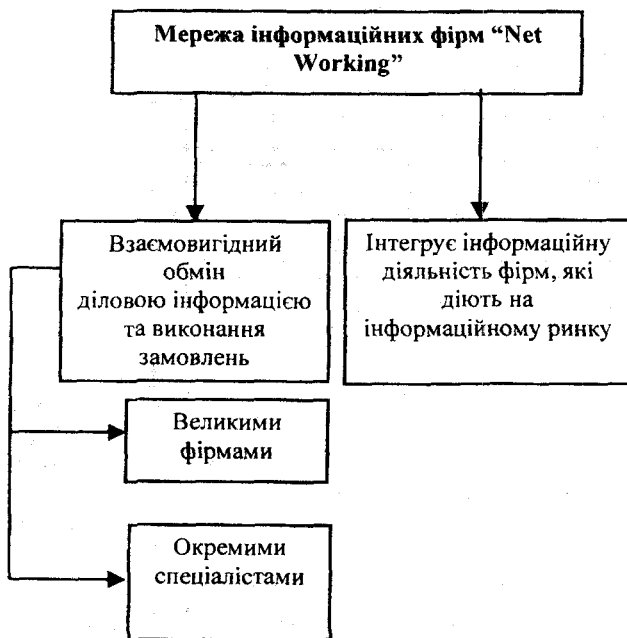 Мережа інформаційних фірм “Net
Working”
Взаємовигідний
обмін
діловою інформацією
та виконання
замовлень
Інтегрує інформаційну
діяльність фірм, які
діють на
інформаційному ринку
Великими
фірмами
Окремими
спеціалістами